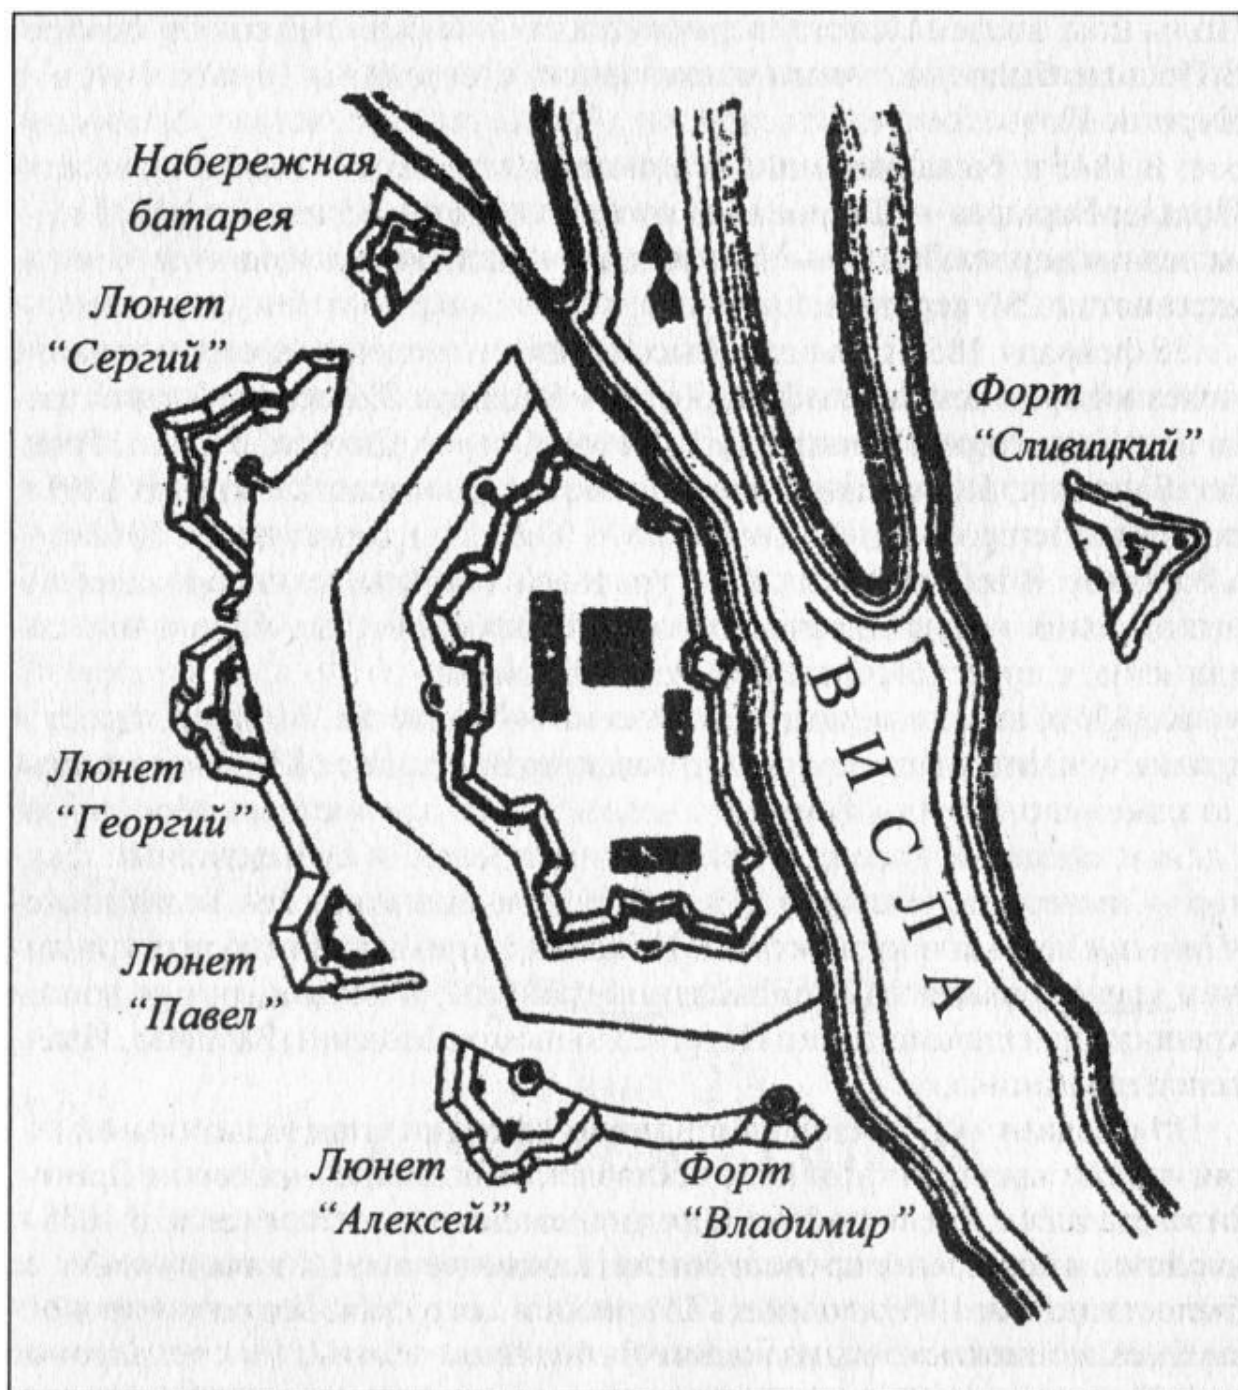 Набережная
батарея
Люнет
“Сергий”
Форт
“Сливицкий”
ВИСЛА
Люнет
“Георгий”
Люнет
“Павел”
Люнет
“Алексей”
Форт
“Владимир”